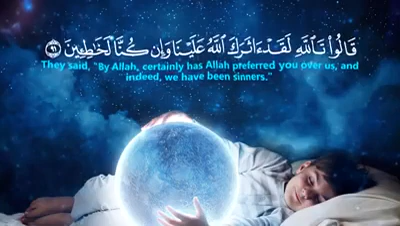 قَالُواْ تَٱللَّهِ لَقَدْ ءَاثَرَكَ ٱللَّهُ عَلَيْنَا وَإِن كُنَّا لَخَٰطِـِٔينَ ٩١
They said, "By Allah, certainly has Allah preferred you over us, and
indeed, we have been sinners."